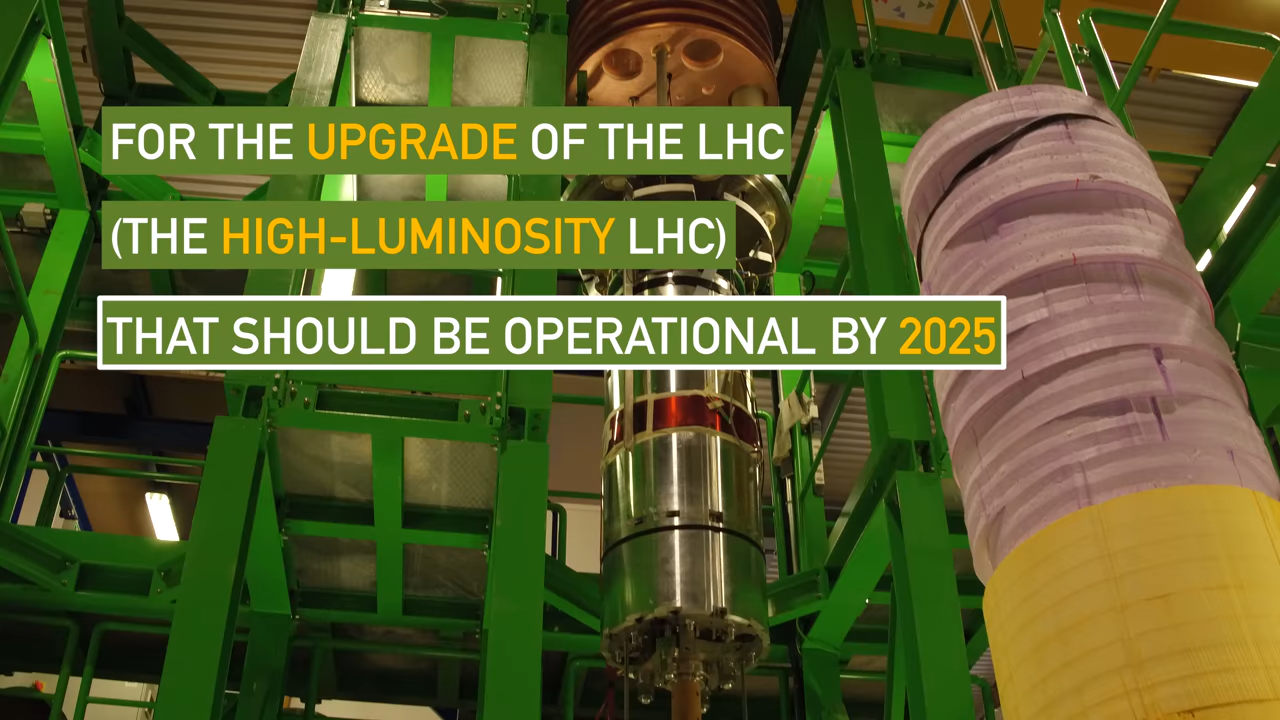 FOR THE UPGRADE OF THE LHC
(THE HIGH-LUMINOSITY LHC)
THAT SHOULD BE OPERATIONAL BY 2025